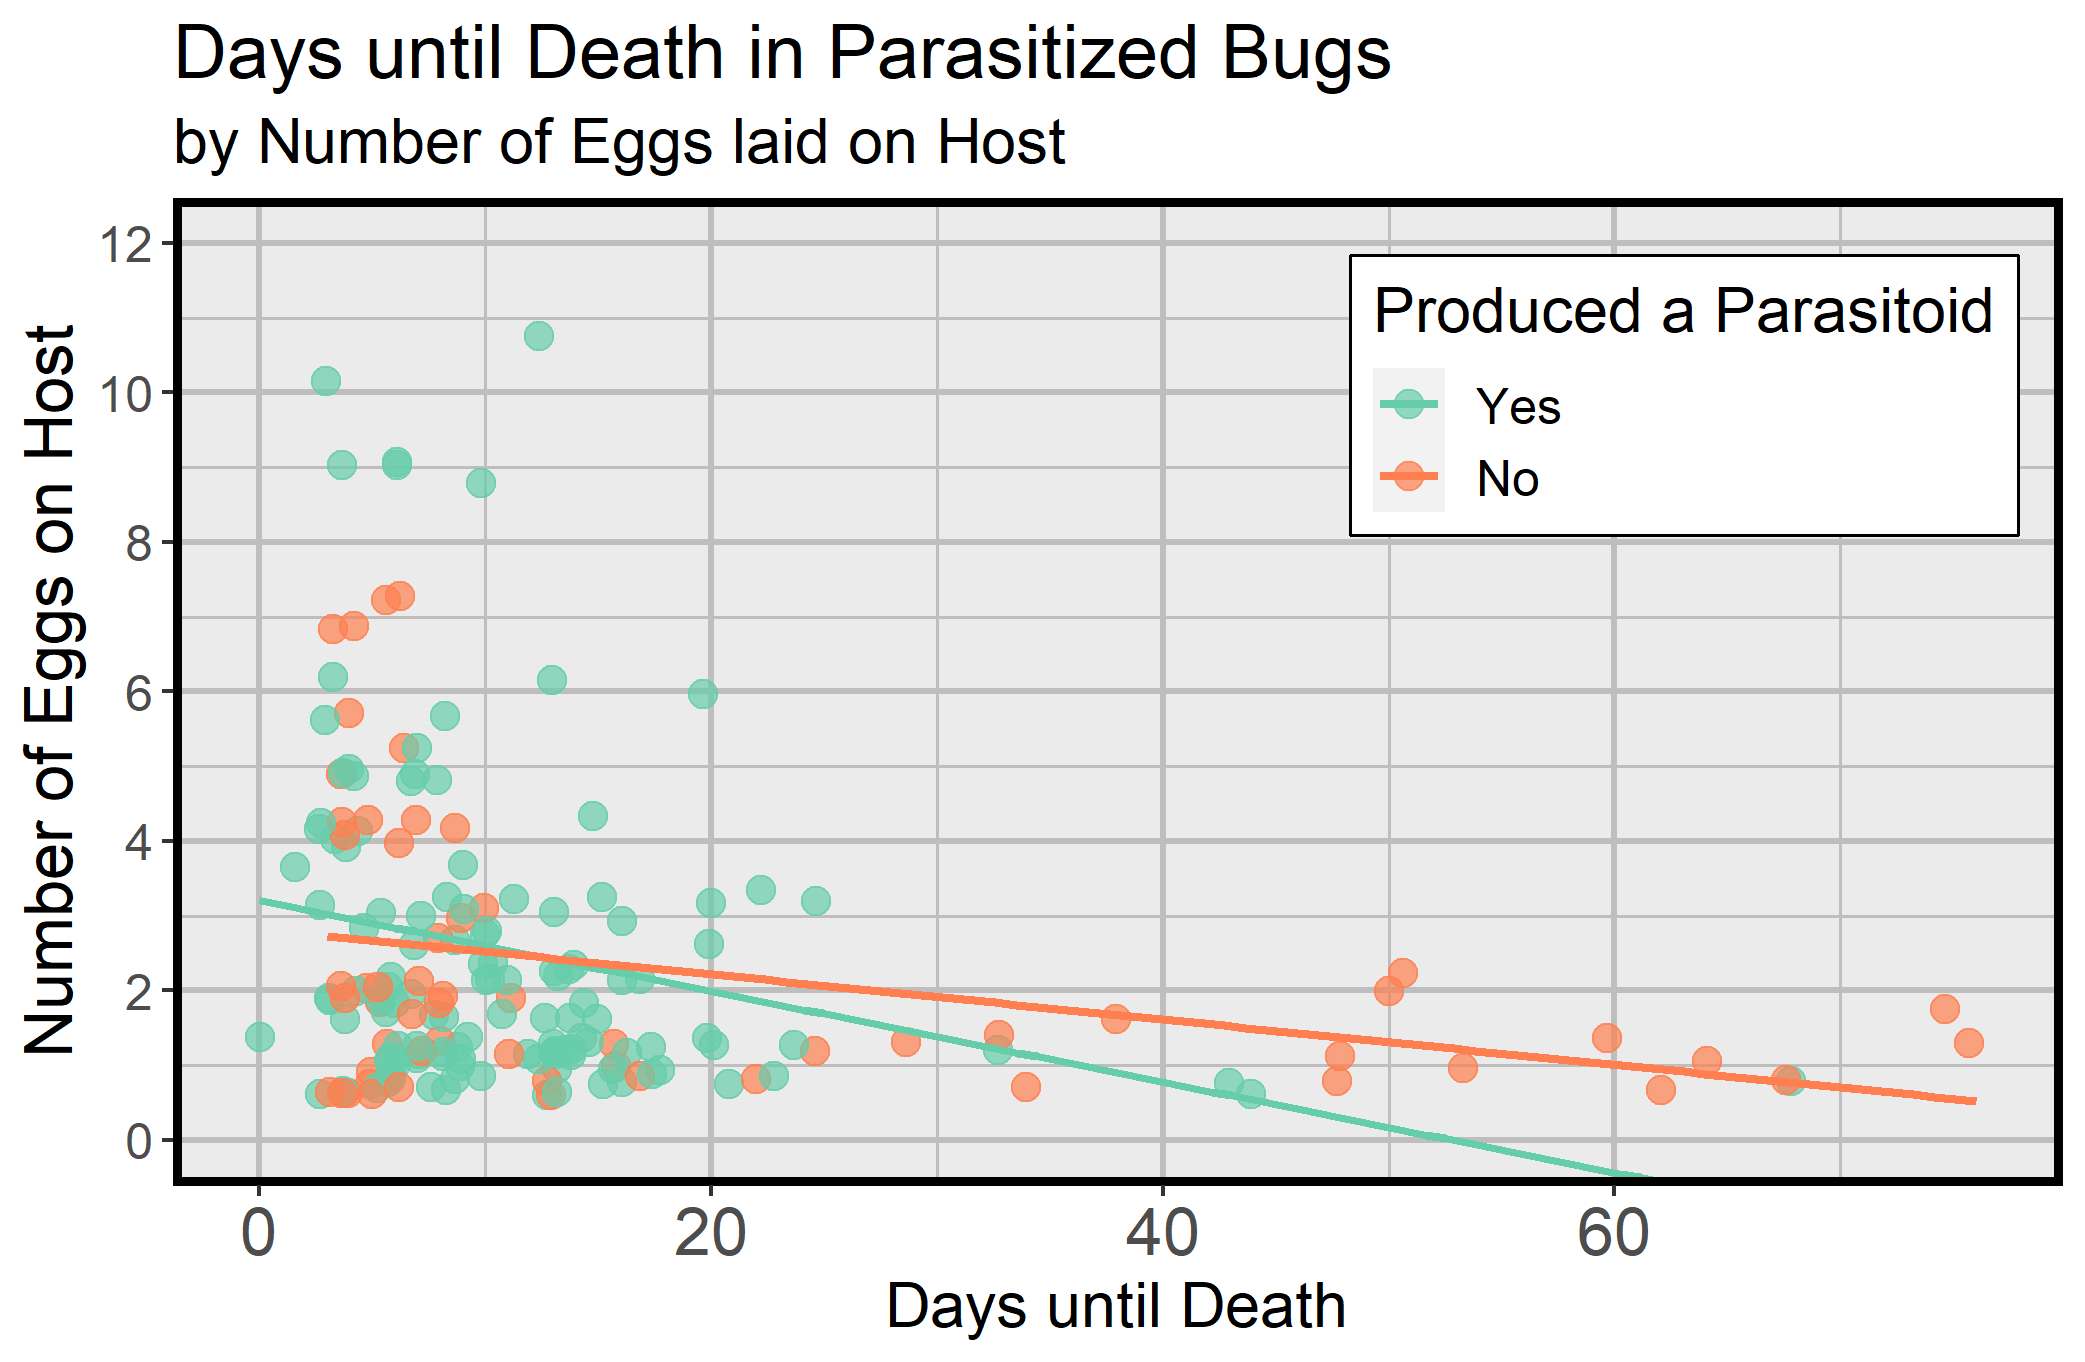 Days until Death in Parasitized Bugs
by Number of Eggs laid on Host
Number of Eggs on Host
12
10
8
6
4
2
0
Produced a Parasitoid
Yes
No
0 20 40 60
Days until Death